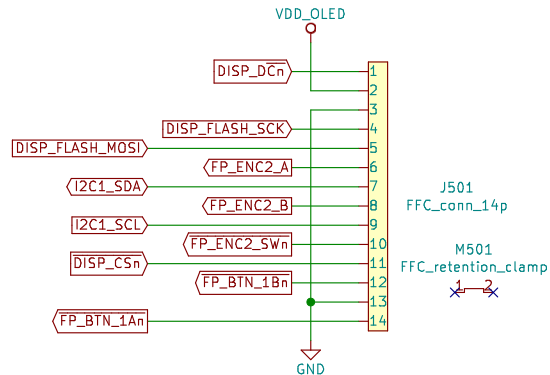 VDD_OLED
DISP_DCn 1
2
3
DISP_FLASH_SCK 4
DISP_FLASH_MOSI 5
FP_ENC2_A 6
I2C1_SDA 7
FP_ENC2_B 8
I2C1_SCL 9
FP_ENC2_SWn 10
DISP_CSn 11
FP_BTN_1Bn 12
13
FP_BTN_1An 14
GND
J501
FFC_conn_14p
M501
FFC_retention_clamp
1 2